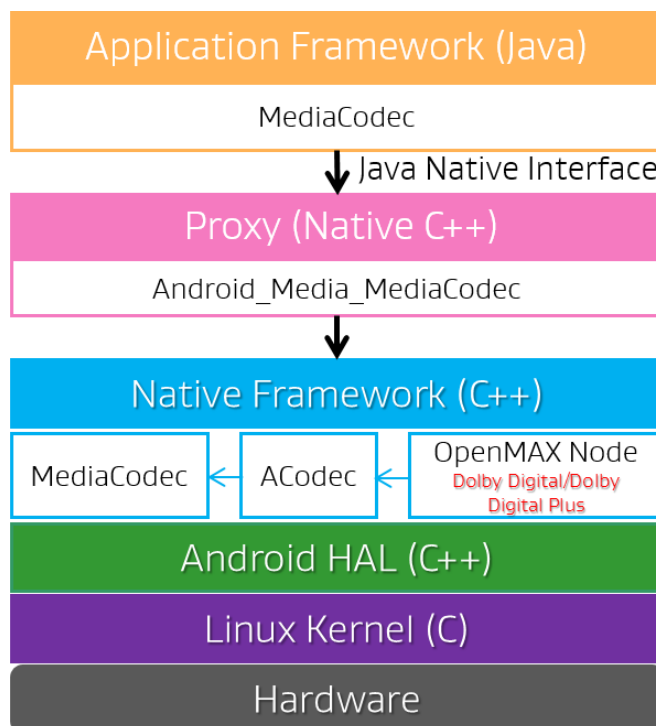 Application Framework (Java)
MediaCodec
Java Native Interface
Proxy (Native C++)
Android_Media_MediaCodec
Native Framework (C++)
MediaCodec
ACodec
OpenMAX Node
Dolby Digital/Dolby
Digital Plus
Android HAL (C++)
Linux Kernel (C)
Hardware